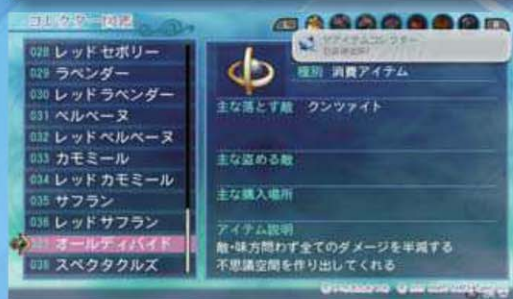 コレクター図鑑
028 レッドセボリー
029 ラベンダー
030 レッドラベンダー
031 ベルベーヌ
032 レッドベルベーヌ
033 カモミール
034 レッドカモミール
035 サフラン
036 レッドサフラン
037 オールディバイド
038 スペクタクルズ
種別 消費アイテム
主な落とす敵 クンツァイト
主な盗める敵
主な購入場所
アイテム説明
敵・味方問わず全てのダメージを半減する
不思議空間を作り出してくれる